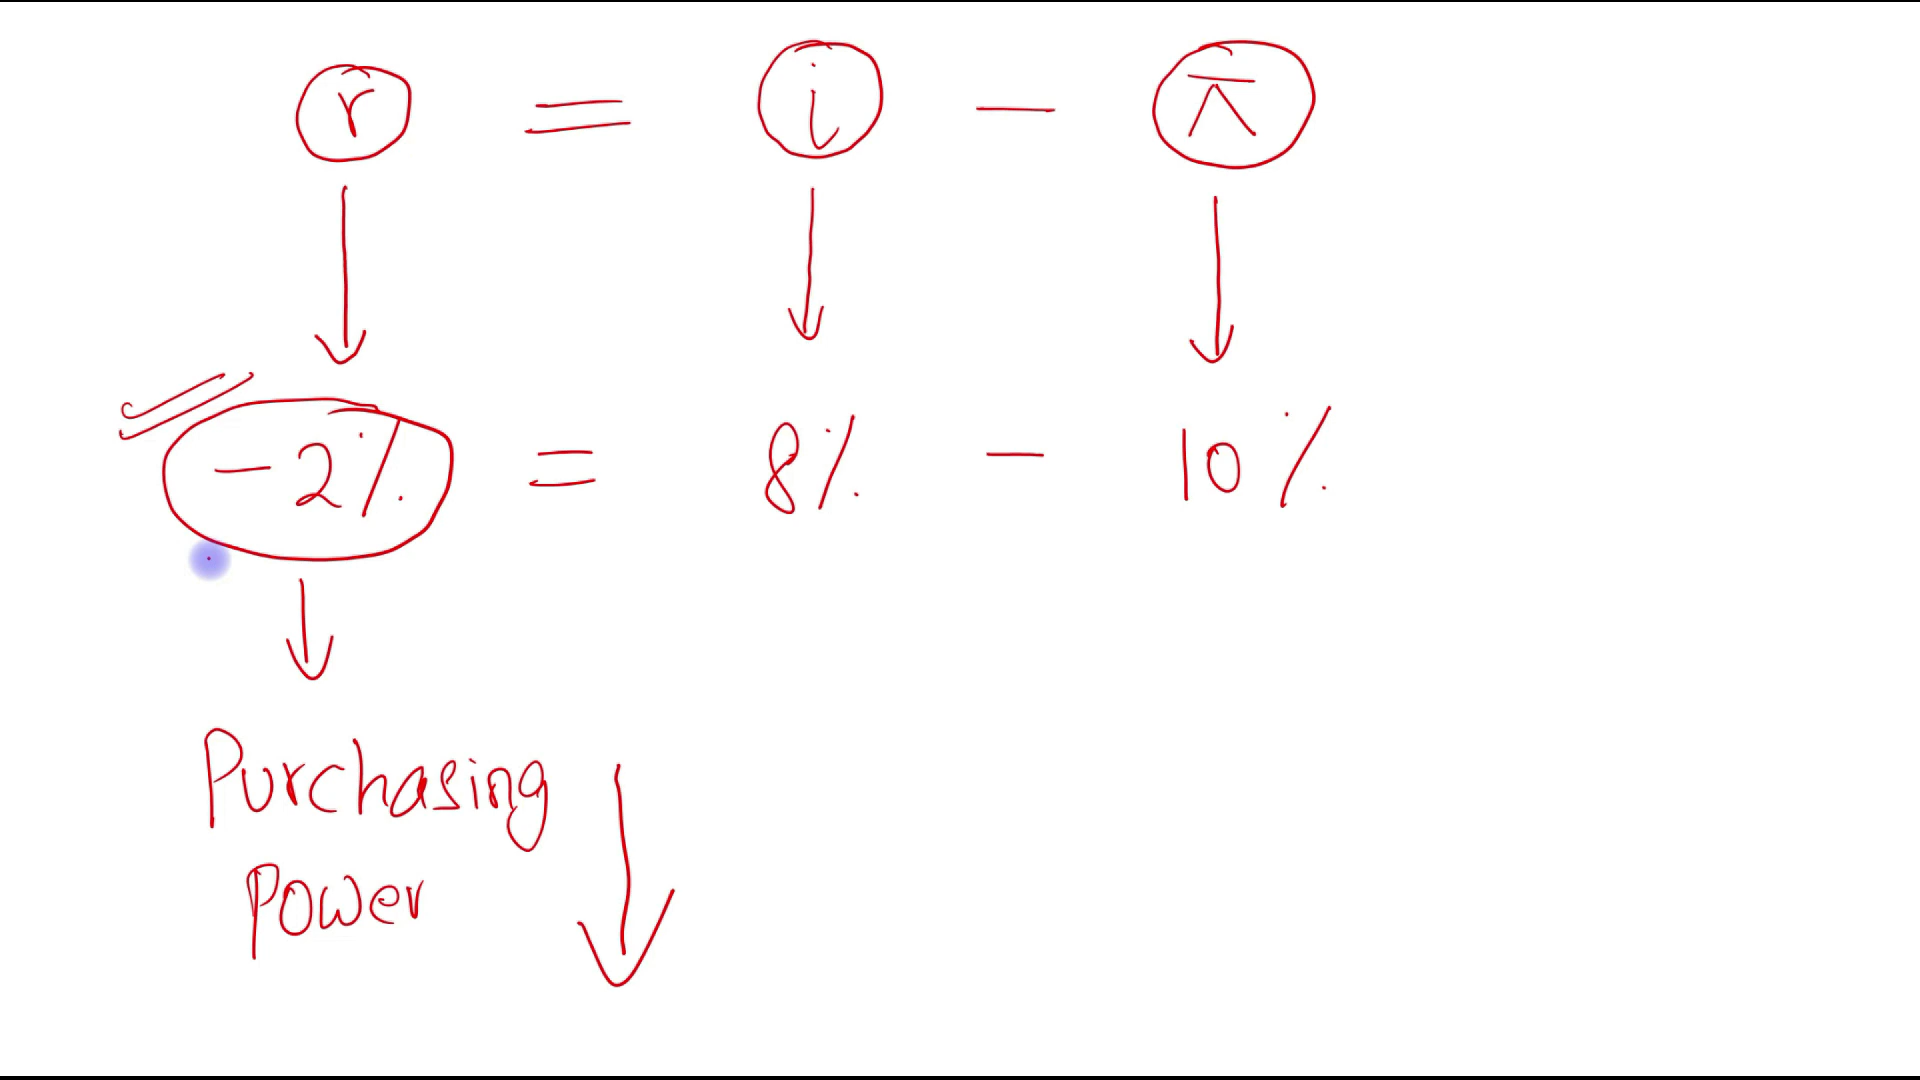 r = i − π
−2% = 8% − 10%
Purchasing
Power